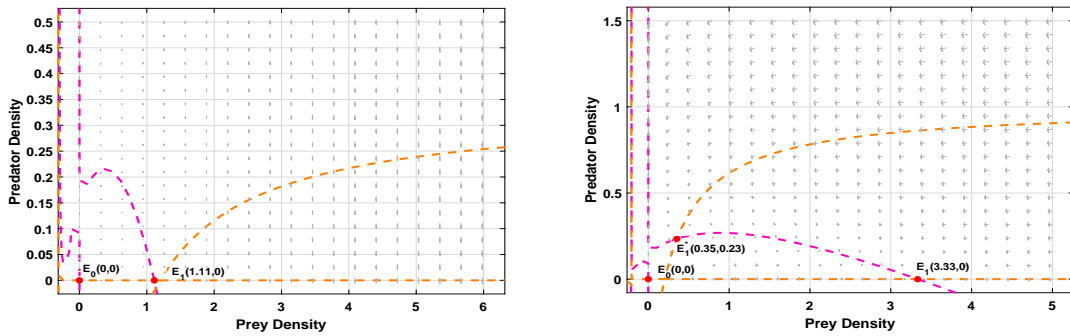 0.5
0.45
0.4
0.35
0.3
0.25
0.2
0.15
0.1
0.05
0
Predator Density
E0(0,0)
E1(1.11,0)
0 1 2 3 4 5 6
Prey Density
1.5
1
0.5
0
Predator Density
E1*(0.35,0.23)
E0(0,0)
E1(3.33,0)
0 1 2 3 4 5
Prey Density